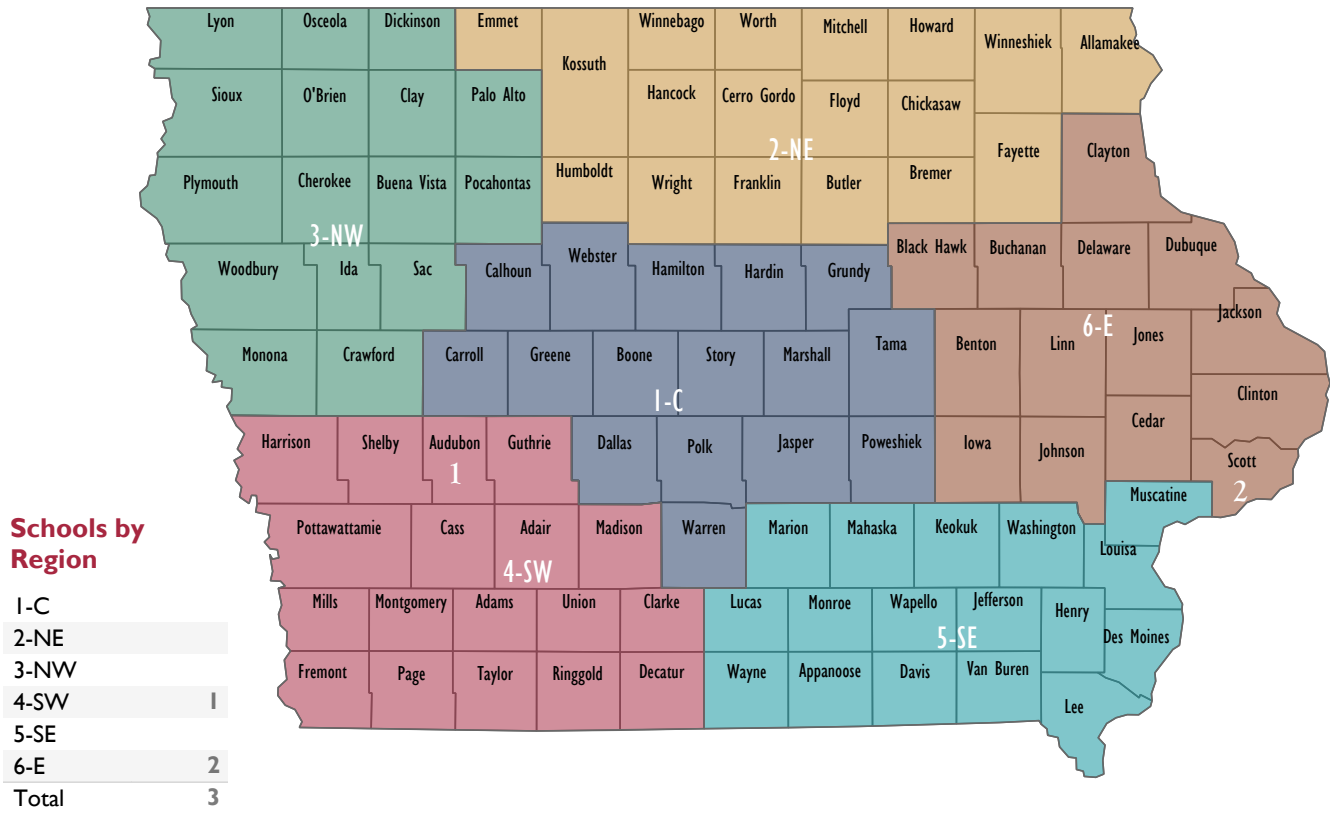 Lyon Osceola Dickinson Emmet Winnebago Worth Mitchell Howard Winneshiek Allamakee
Kossuth
Sioux O'Brien Clay Palo Alto Hancock Cerro Gordo Floyd Chickasaw
2-NE
Fayette Clayton
Plymouth Cherokee Buena Vista Pocahontas Humboldt Wright Franklin Butler Bremer
3-NW
Woodbury Ida Sac Calhoun Webster Hamilton Hardin Grundy Black Hawk Buchanan Delaware Dubuque
Jackson
6-E
Monona Crawford Carroll Greene Boone Story Marshall Tama Benton Linn Jones
1-C
Clinton
Cedar
Harrison Shelby Audubon Guthrie Dallas Polk Jasper Poweshiek Iowa Johnson
Scott
1
2
Muscatine
Pottawattamie Cass Adair Madison Warren Marion Mahaska Keokuk Washington
Louisa
4-SW
Mills Montgomery Adams Union Clarke Lucas Monroe Wapello Jefferson Henry
5-SE
Des Moines
Fremont Page Taylor Ringgold Decatur Wayne Appanoose Davis Van Buren
Lee
Schools by
Region
1-C
2-NE
3-NW
4-SW 1
5-SE
6-E 2
Total 3